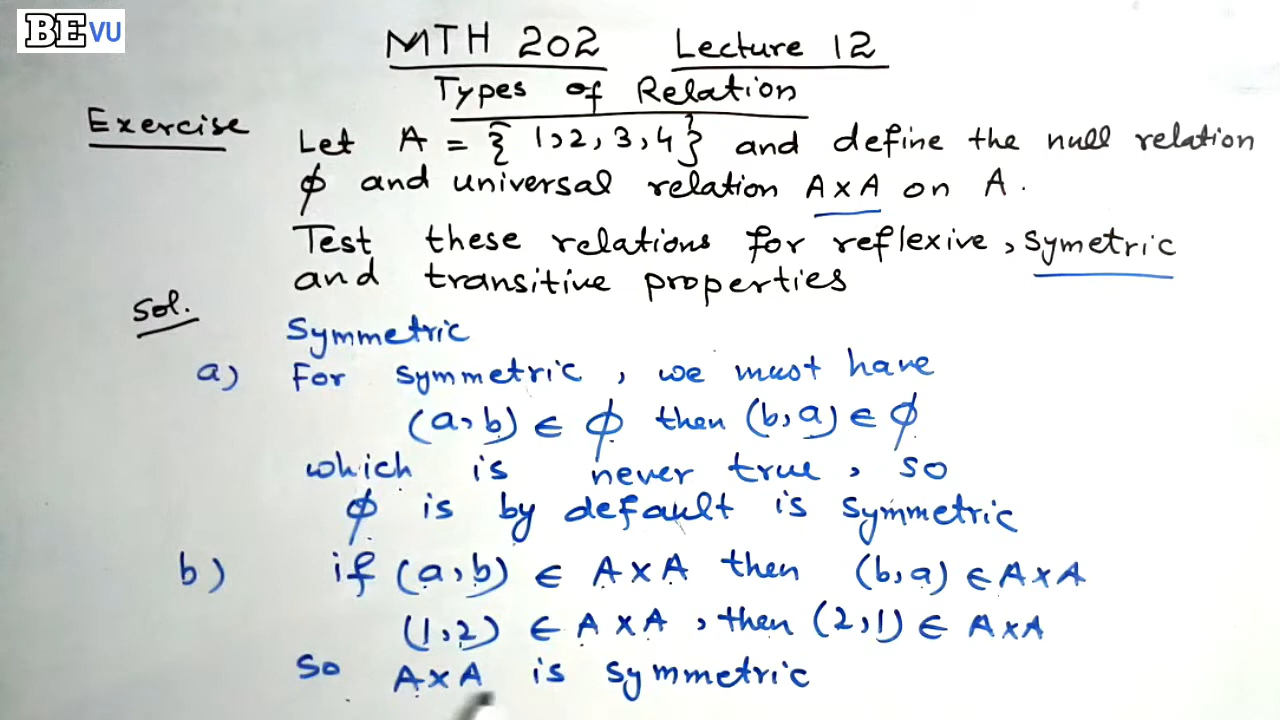 BEVU
MTH 202 Lecture 12
Types of Relation
Exercise Let A = { 1, 2, 3, 4 } and define the null relation
ϕ and universal relation A x A on A.
Test these relations for reflexive, Symetric
and transitive properties
Sol.
Symmetric
a) For symmetric, we must have
(a, b) ∈ ϕ then (b, a) ∈ ϕ
which is never true, so
ϕ is by default is symmetric
b) if (a, b) ∈ A X A then (b, a) ∈ A X A
(1, 2) ∈ A X A, then (2, 1) ∈ A X A
So A X A is symmetric